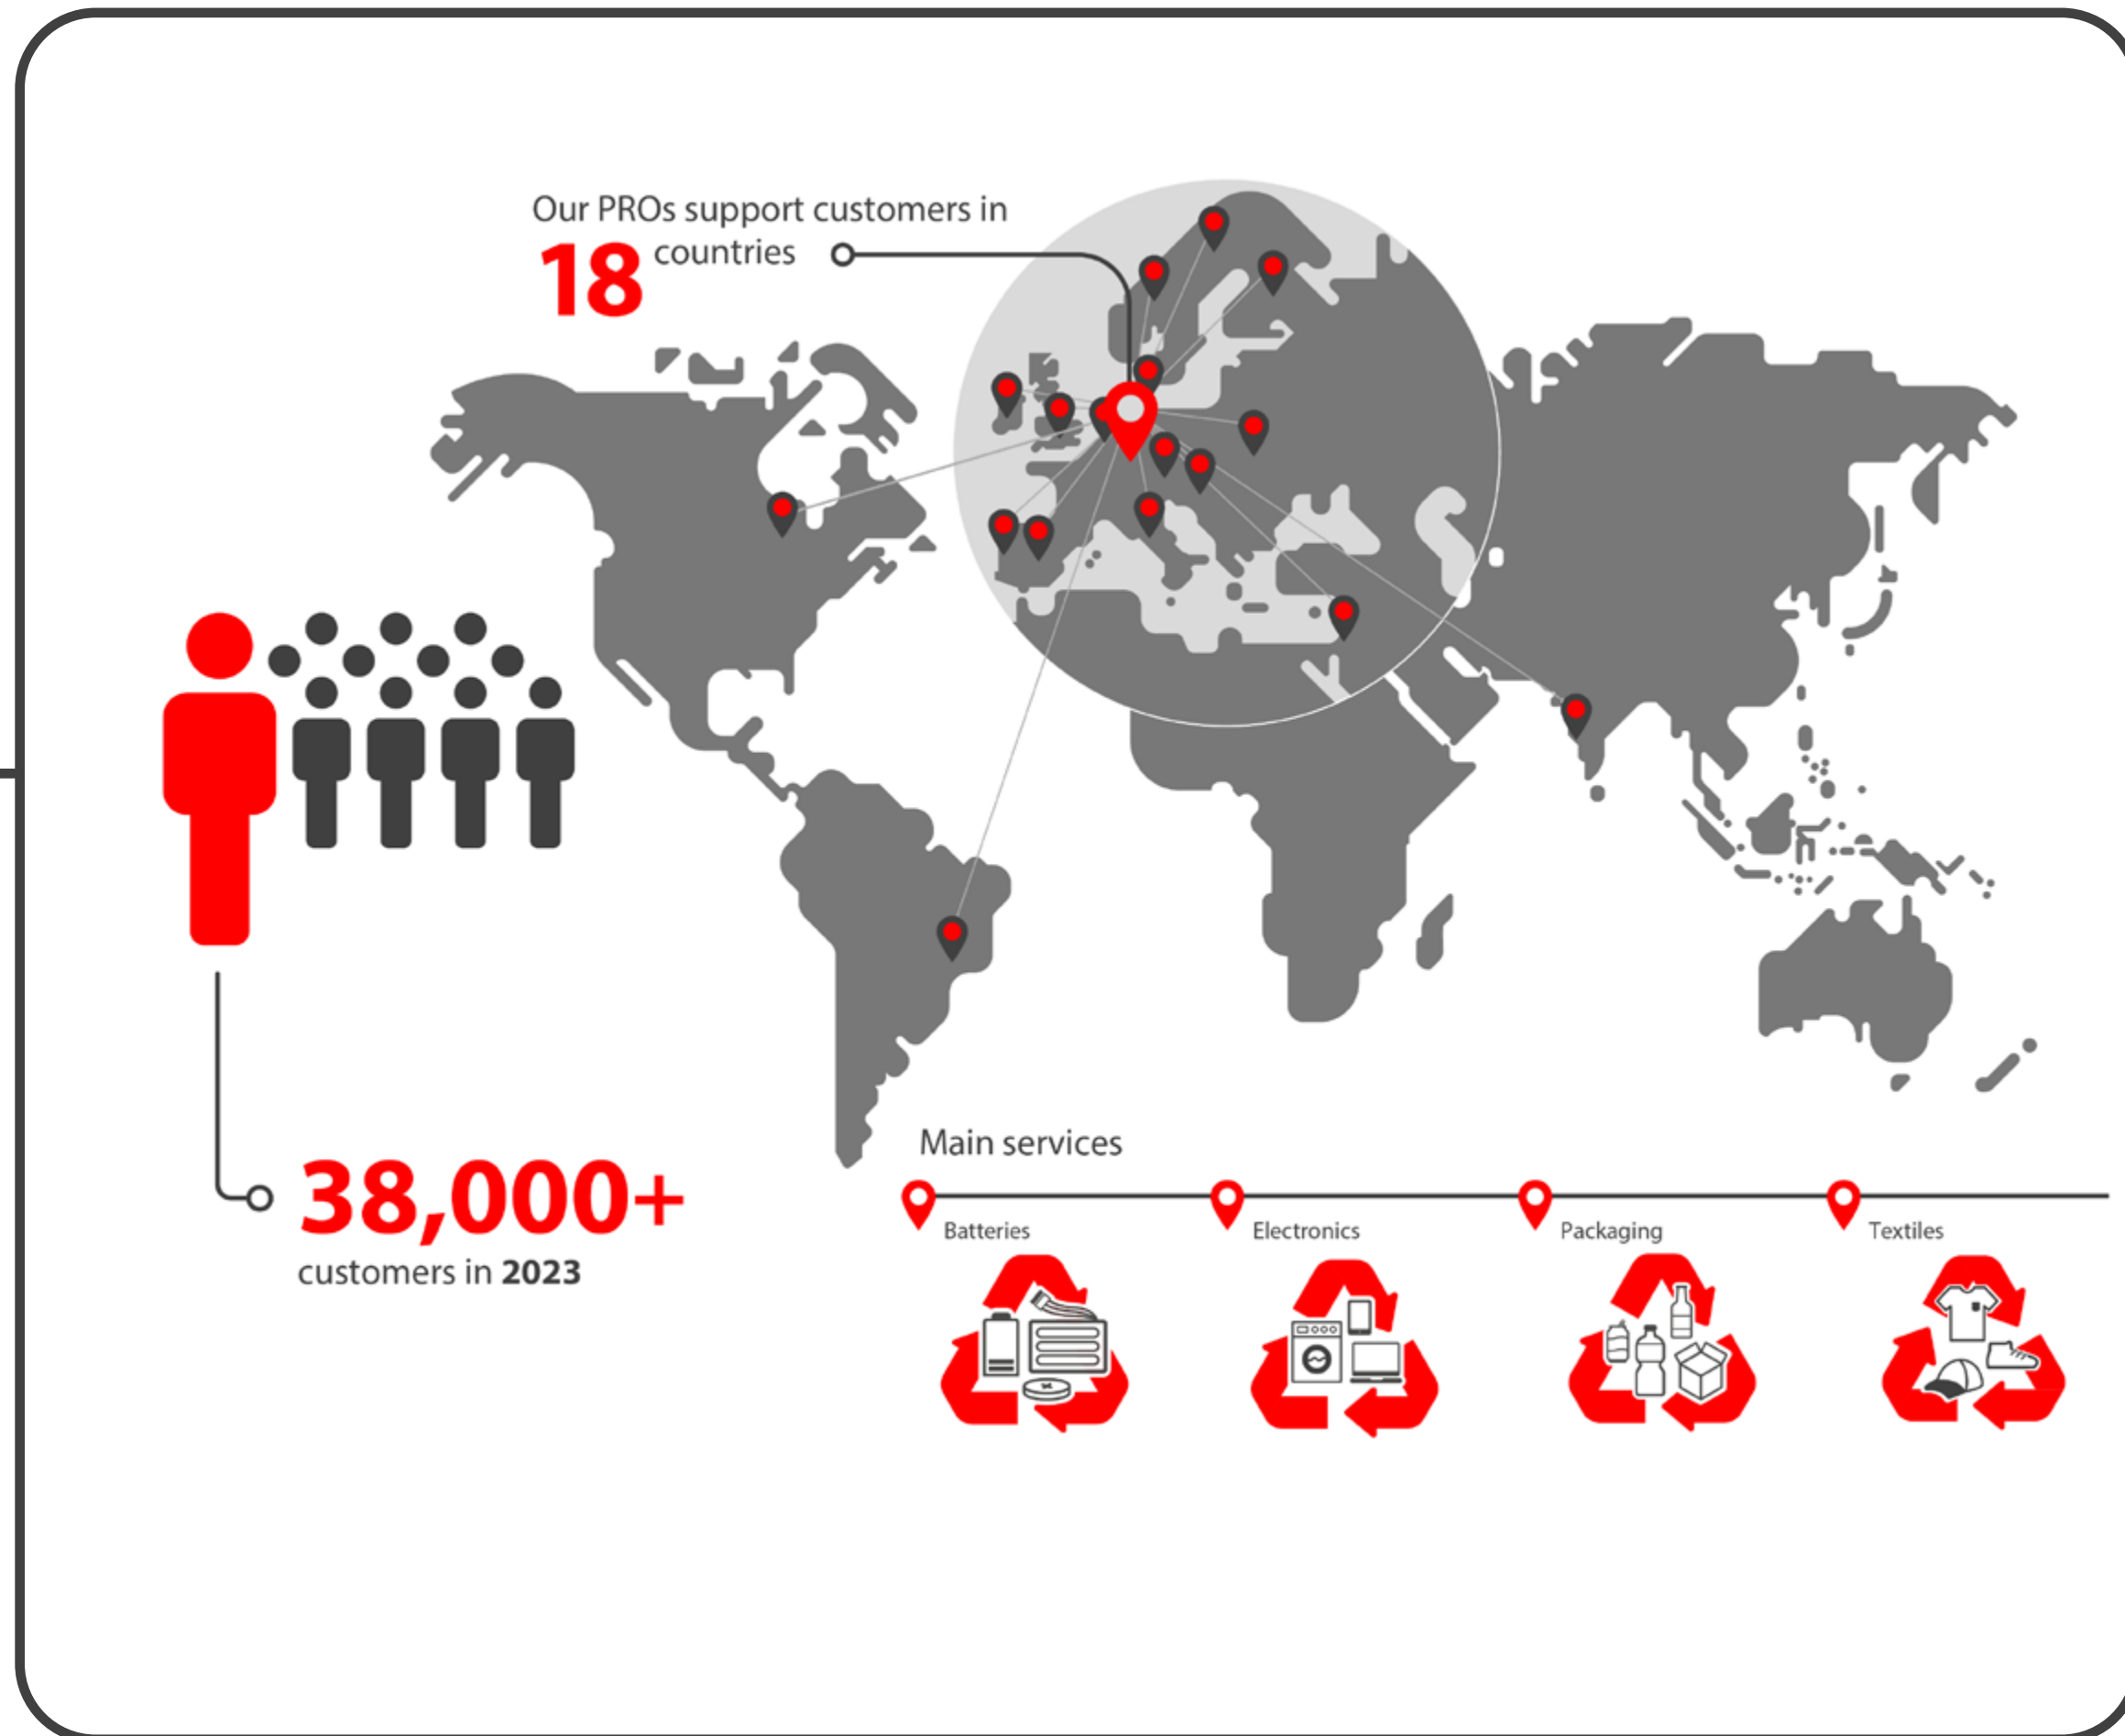 Our PROs support customers in
18 countries
38,000+
customers in 2023
Main services
Batteries
Electronics
Packaging
Textiles